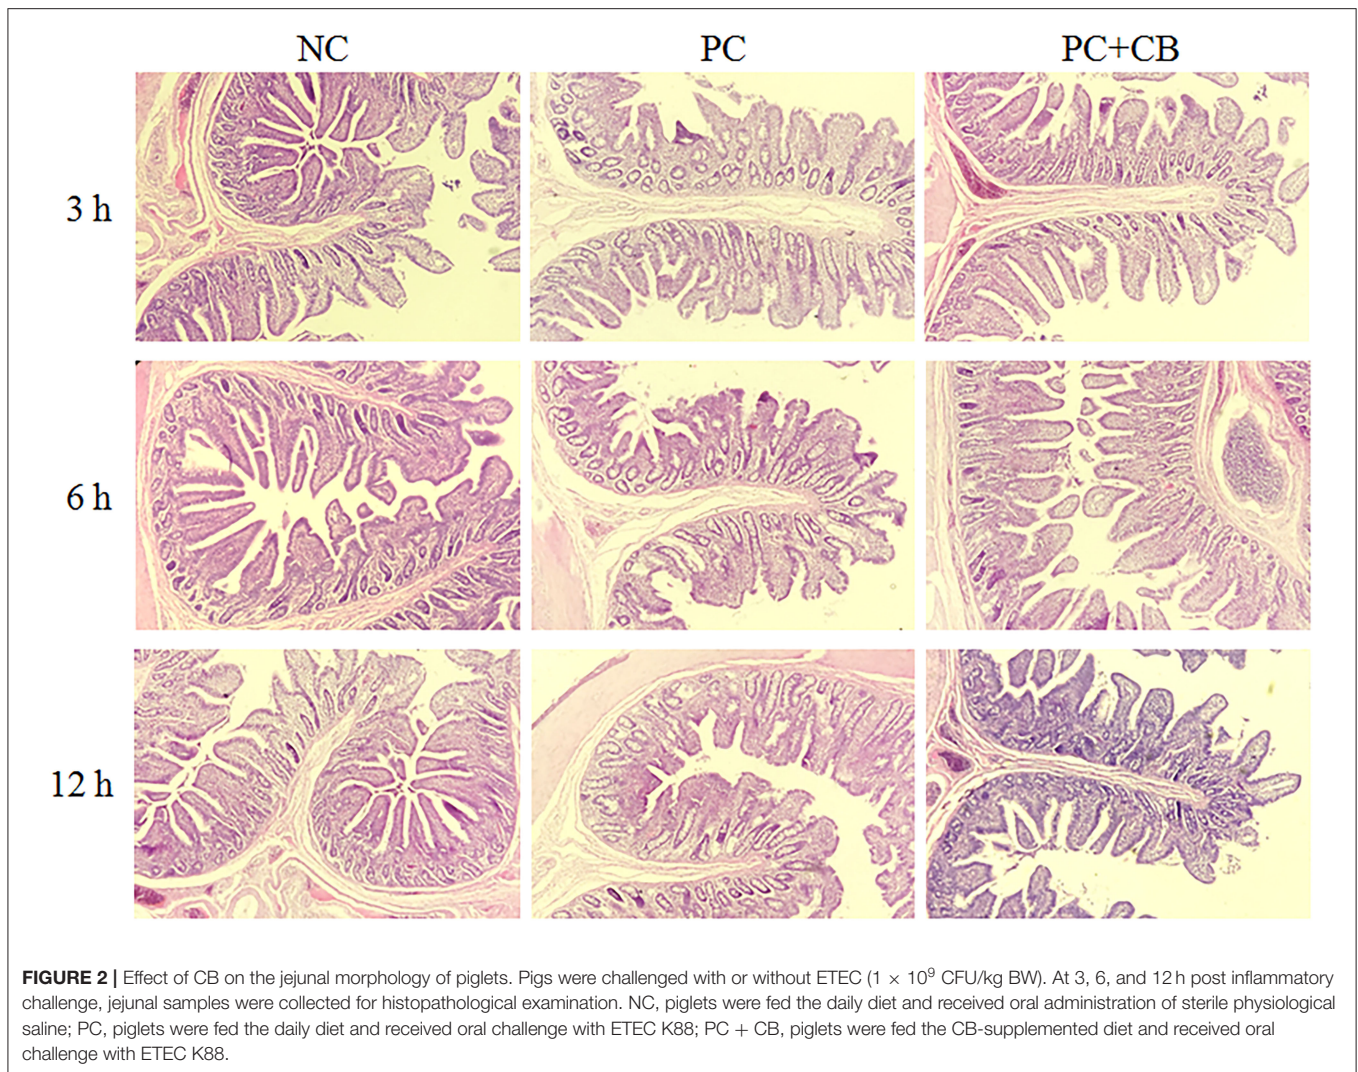 NC PC PC+CB
3 h
6 h
12 h
FIGURE 2 | Effect of CB on the jejunal morphology of piglets. Pigs were challenged with or without ETEC (1 × 10⁹ CFU/kg BW). At 3, 6, and 12 h post inflammatory
challenge, jejunal samples were collected for histopathological examination. NC, piglets were fed the daily diet and received oral administration of sterile physiological
saline; PC, piglets were fed the daily diet and received oral challenge with ETEC K88; PC + CB, piglets were fed the CB-supplemented diet and received oral
challenge with ETEC K88.